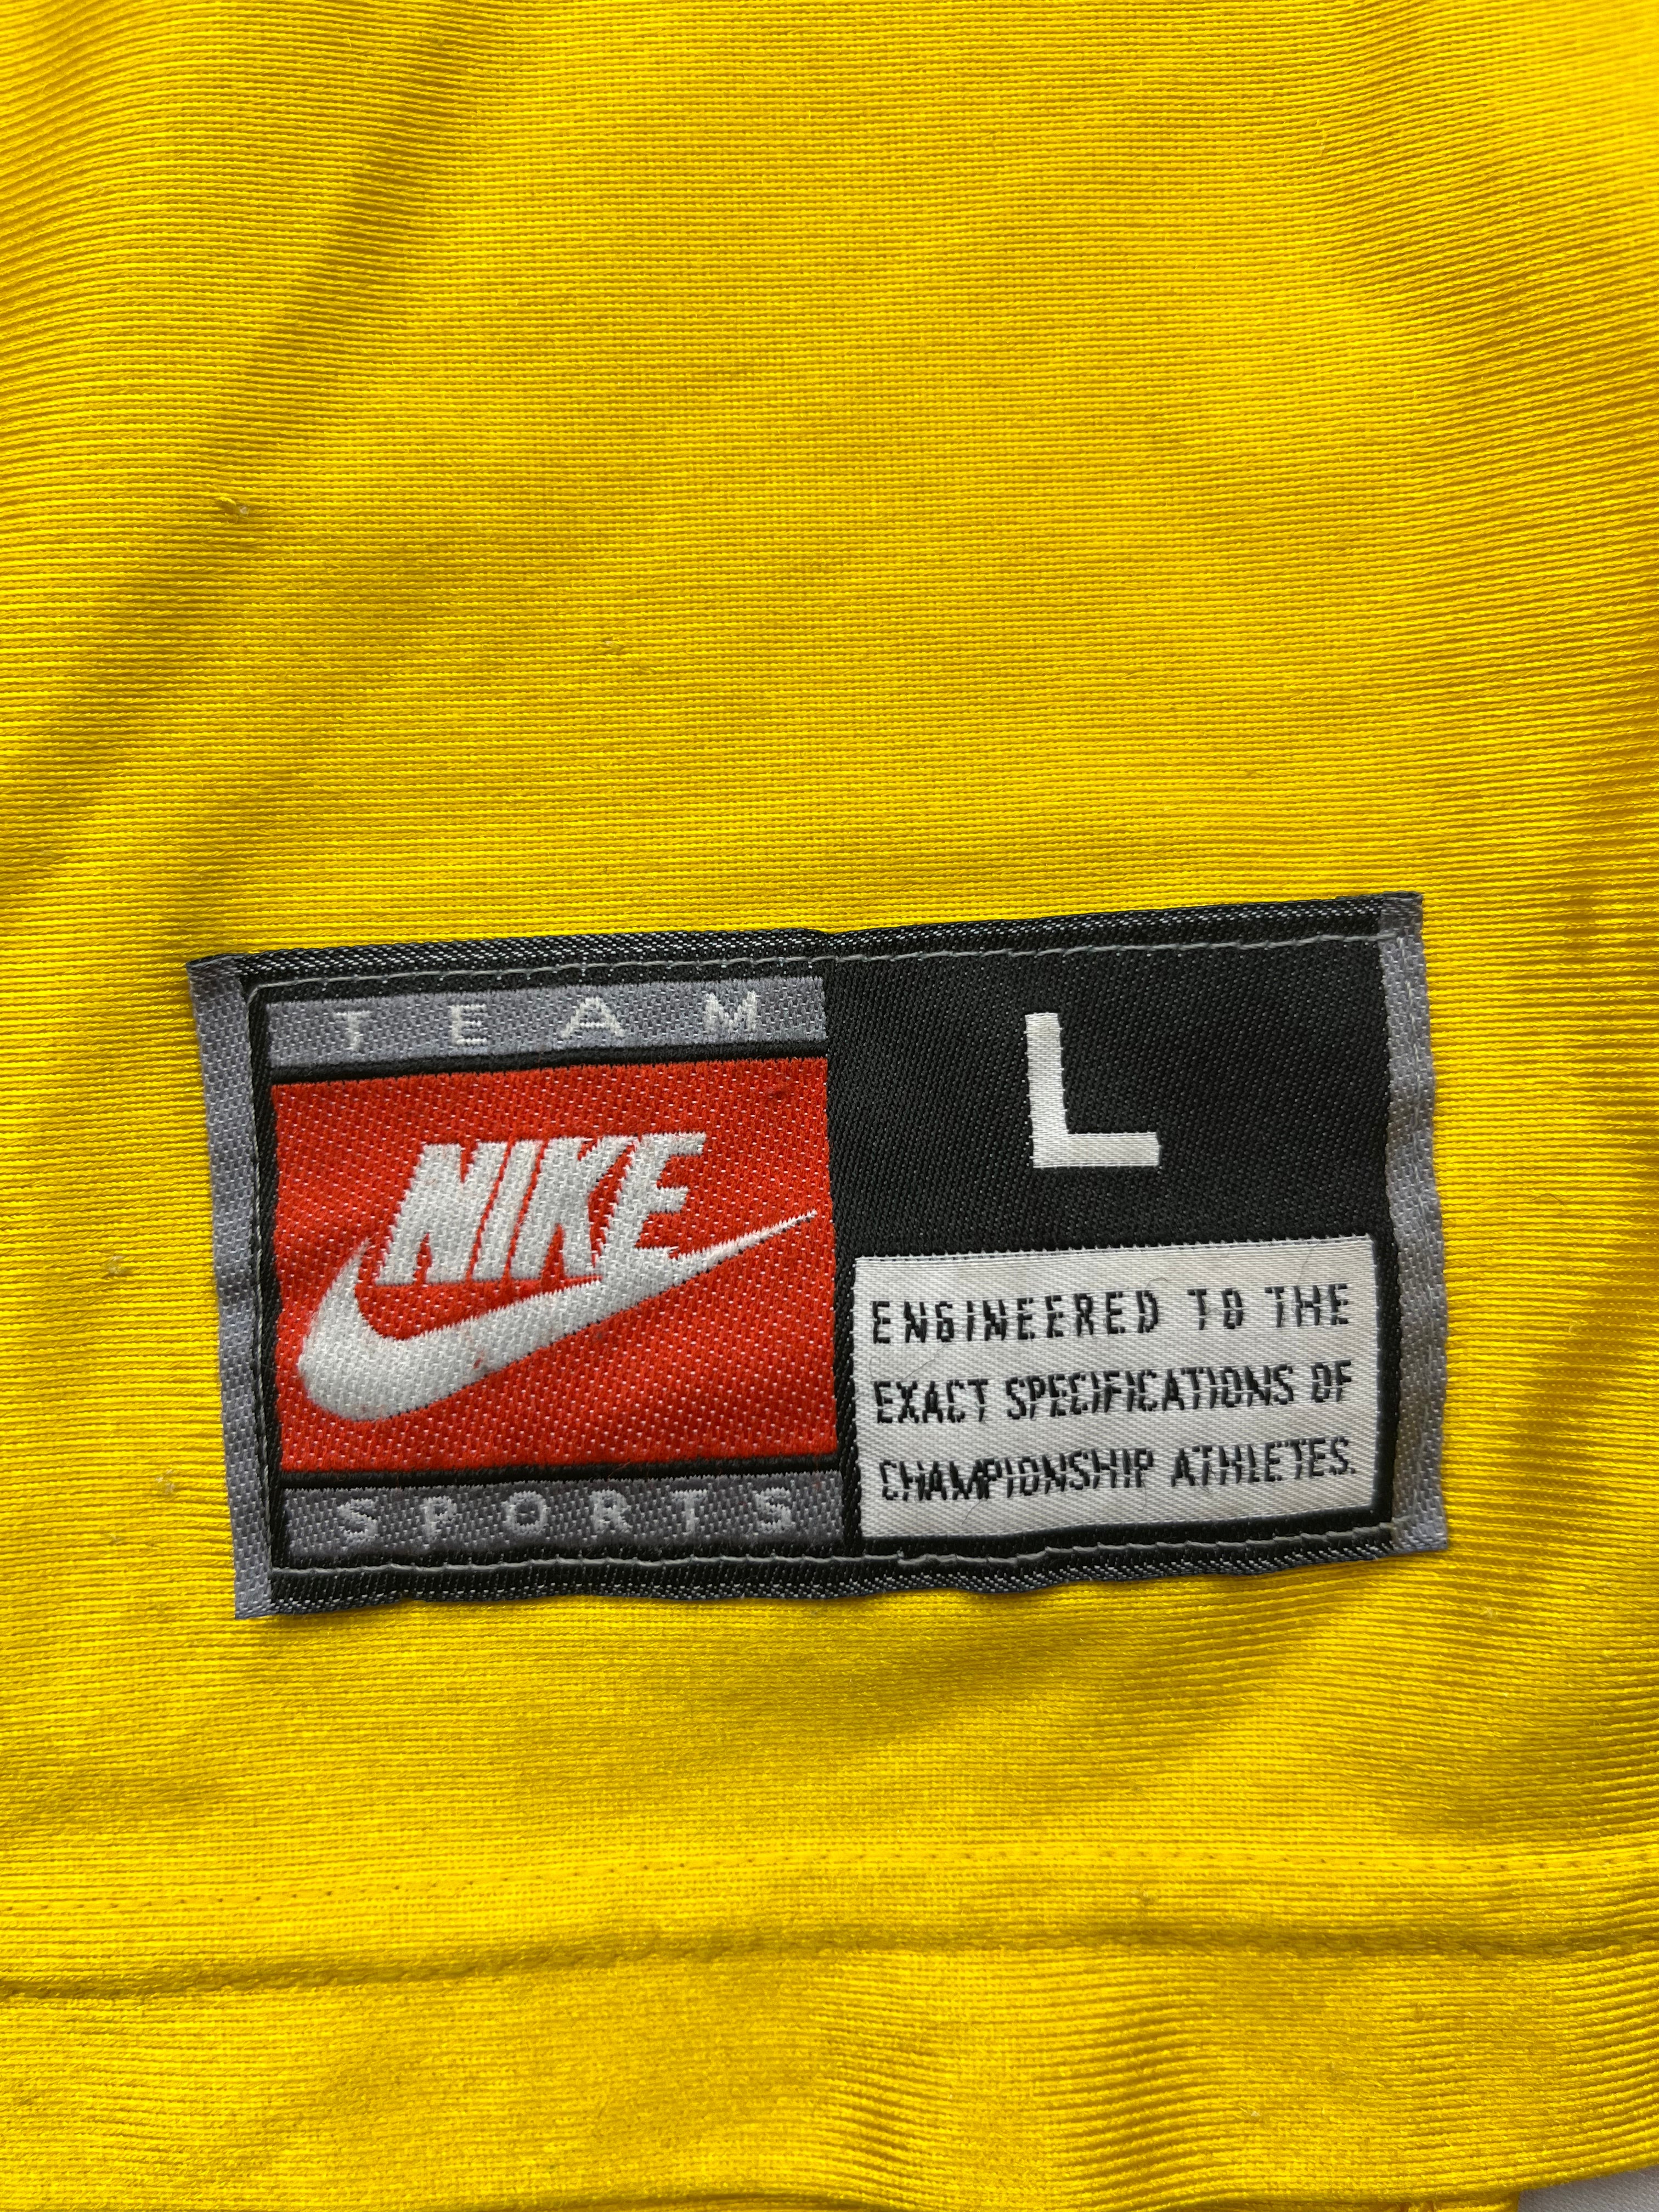 TEAM
NIKE
SPORTS
L
ENGINEERED TO THE
EXACT SPECIFICATIONS OF
CHAMPIONSHIP ATHLETES.